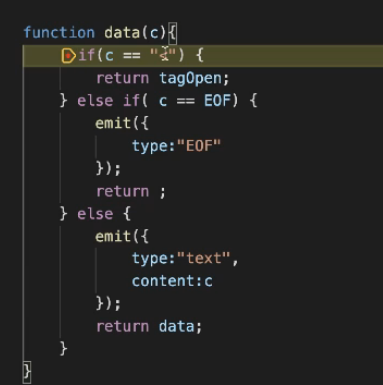 function data(c){
    if(c == "<") {
        return tagOpen;
    } else if( c == EOF) {
        emit({
            type:"EOF"
        });
        return ;
    } else {
        emit({
            type:"text",
            content:c
        });
        return data;
    }
}